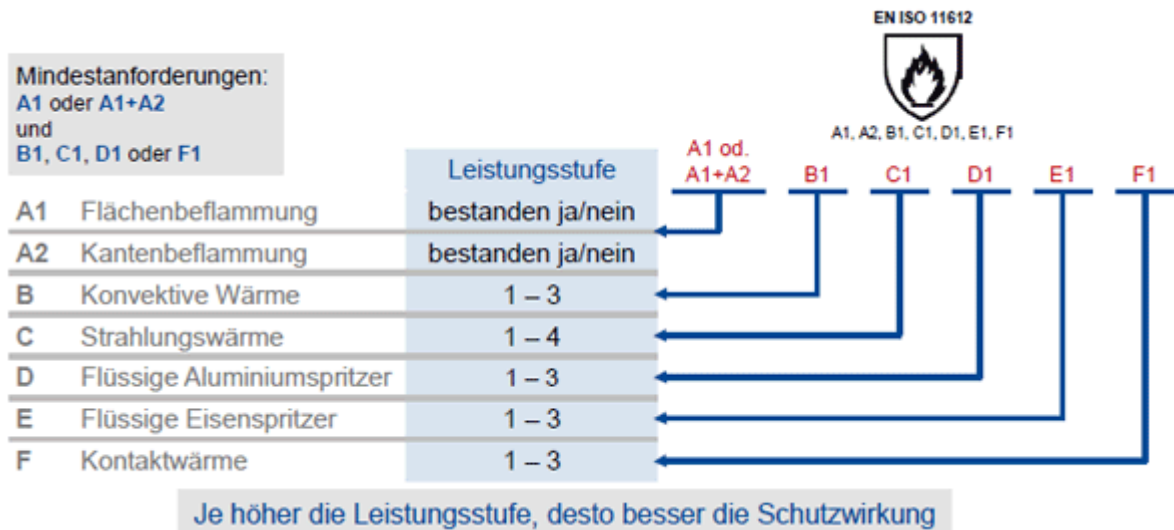 EN ISO 11612
A1, A2, B1, C1, D1, E1, F1
Mindestanforderungen:
A1 oder A1+A2
und
B1, C1, D1 oder F1
Leistungsstufe
A1 od.
A1+A2
B1
C1
D1
E1
F1
A1 Flächenbeflammung bestanden ja/nein
A2 Kantenbeflammung bestanden ja/nein
B Konvektive Wärme 1 – 3
C Strahlungswärme 1 – 4
D Flüssige Aluminiumspritzer 1 – 3
E Flüssige Eisenspritzer 1 – 3
F Kontaktwärme 1 – 3
Je höher die Leistungsstufe, desto besser die Schutzwirkung